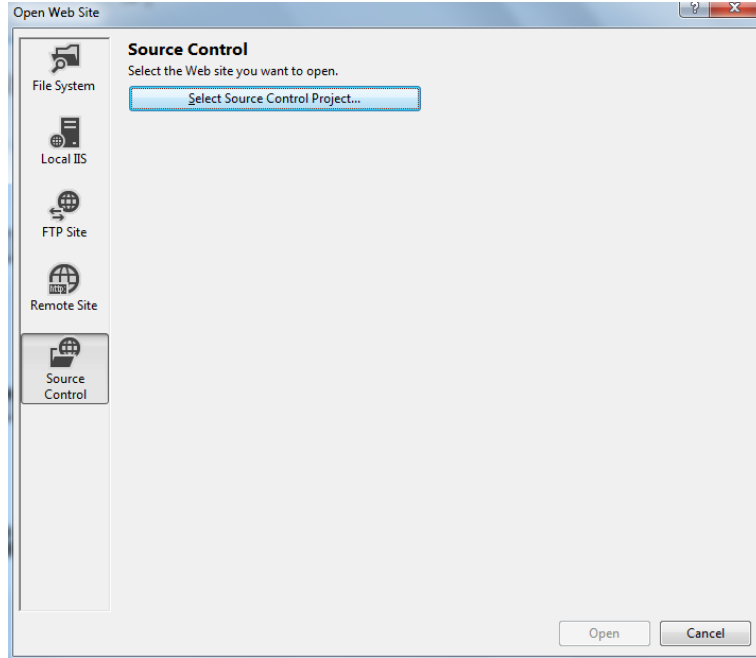 Open Web Site
?
X
File System
Local IIS
FTP Site
http:
Remote Site
Source
Control
Source Control
Select the Web site you want to open.
Select Source Control Project...
Open
Cancel